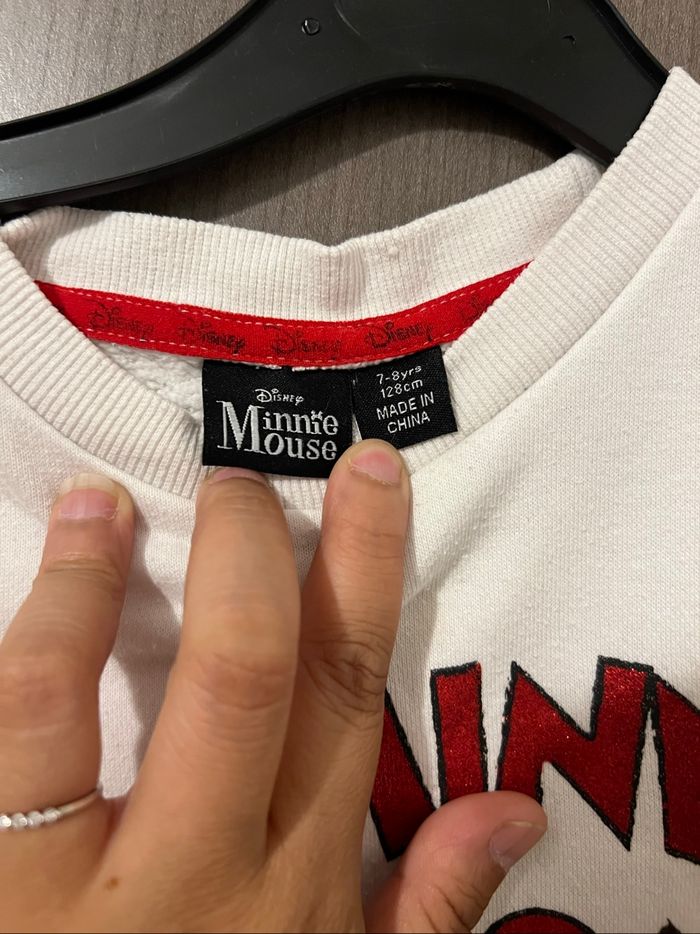 Disney Disney Disney Disney
Disney
Minnie
Mouse
7-8yrs
128cm
MADE IN
CHINA